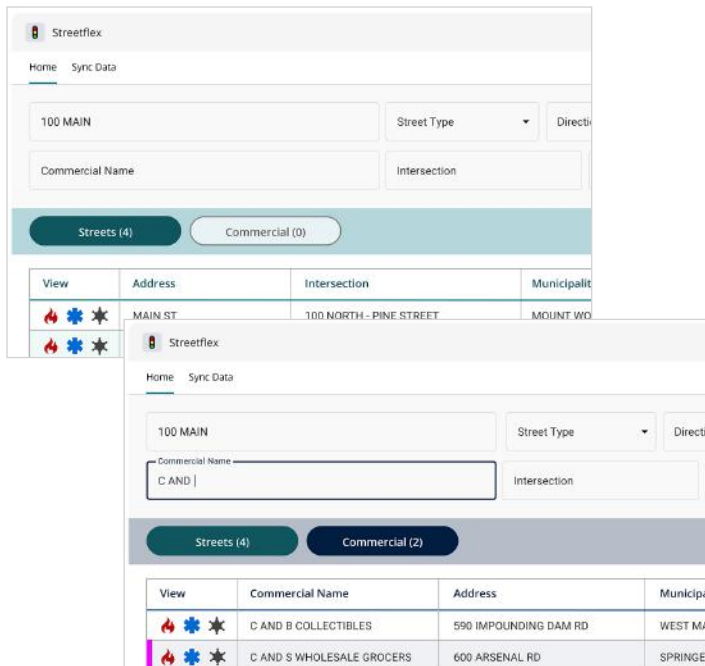 Streetflex
Home Sync Data
100 MAIN Street Type
Commercial Name Intersection
Streets (4) Commercial (0)
View Address Intersection
MAIN ST 100 NORTH - PINE STREET MOUNT
Streetflex
Home Sync Data
100 MAIN Street Type
Commercial Name
C AND Intersection
Streets (4) Commercial (2)
View Commercial Name Address
C AND B COLLECTIBLES 590 IMPOUNDING DAM RD WEST
C AND S WHOLESALE GROCERS 600 ARSENAL RD